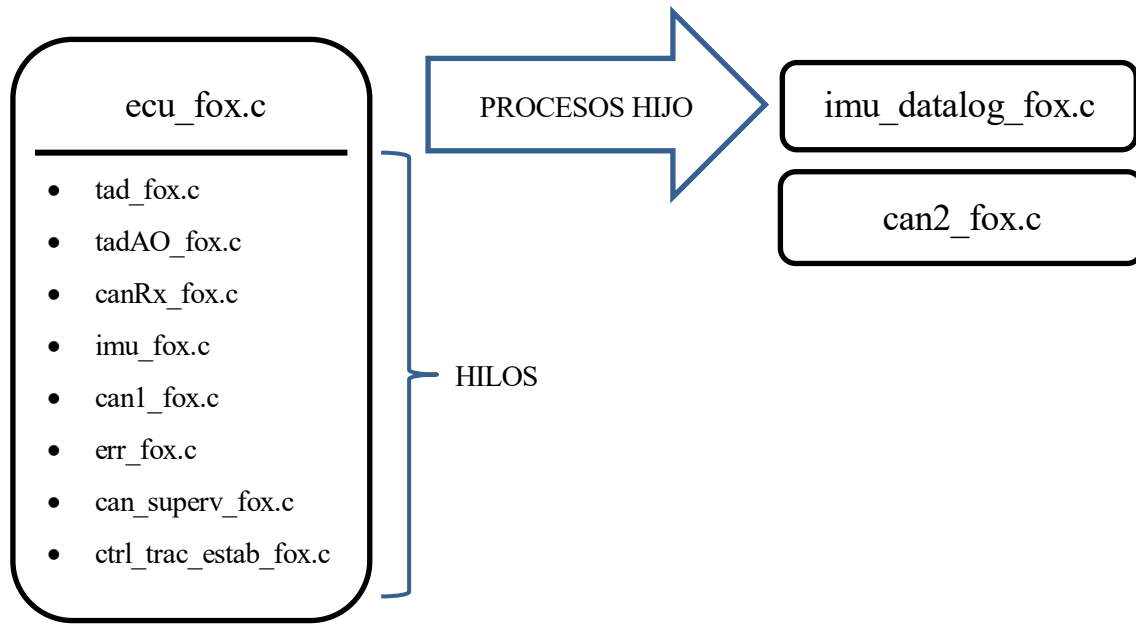 ecu_fox.c
• tad_fox.c
• tadAO_fox.c
• canRx_fox.c
• imu_fox.c
• can1_fox.c
• err_fox.c
• can_superv_fox.c
• ctrl_trac_estab_fox.c
HILOS
PROCESOS HIJO
imu_datalog_fox.c
can2_fox.c